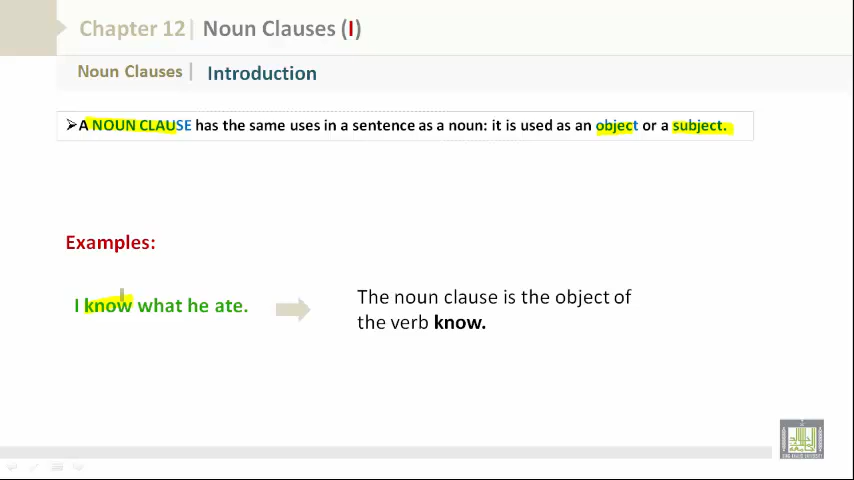 Chapter 12| Noun Clauses (I)
Noun Clauses | Introduction
➢A NOUN CLAUSE has the same uses in a sentence as a noun: it is used as an object or a subject.
Examples:
I know what he ate.
The noun clause is the object of
the verb know.